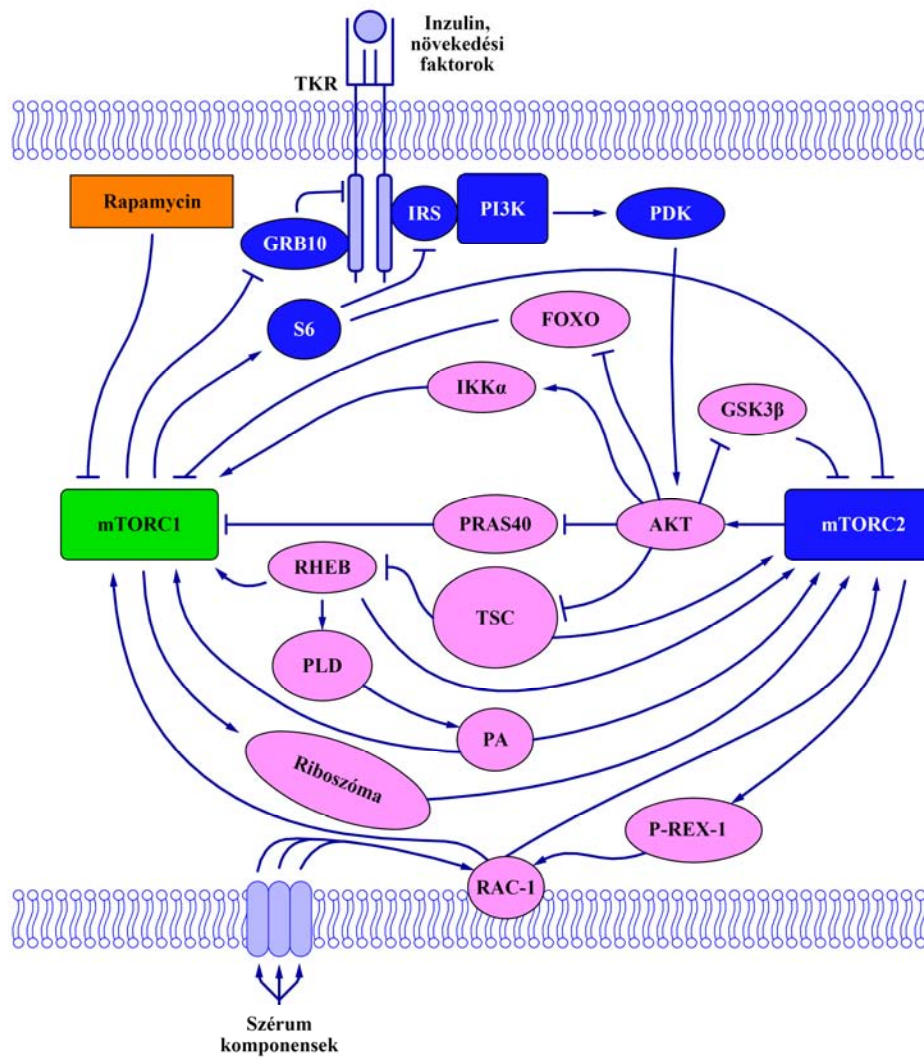 Inzulin,
növekedési
faktorok
TKR
Rapamycin
GRB10
IRS
PI3K
PDK
S6
FOXO
IKKα
GSK3β
mTORC1
PRAS40
AKT
mTORC2
RHEB
TSC
PLD
PA
Riboszóma
P-REX-1
RAC-1
Szérum
komponensek